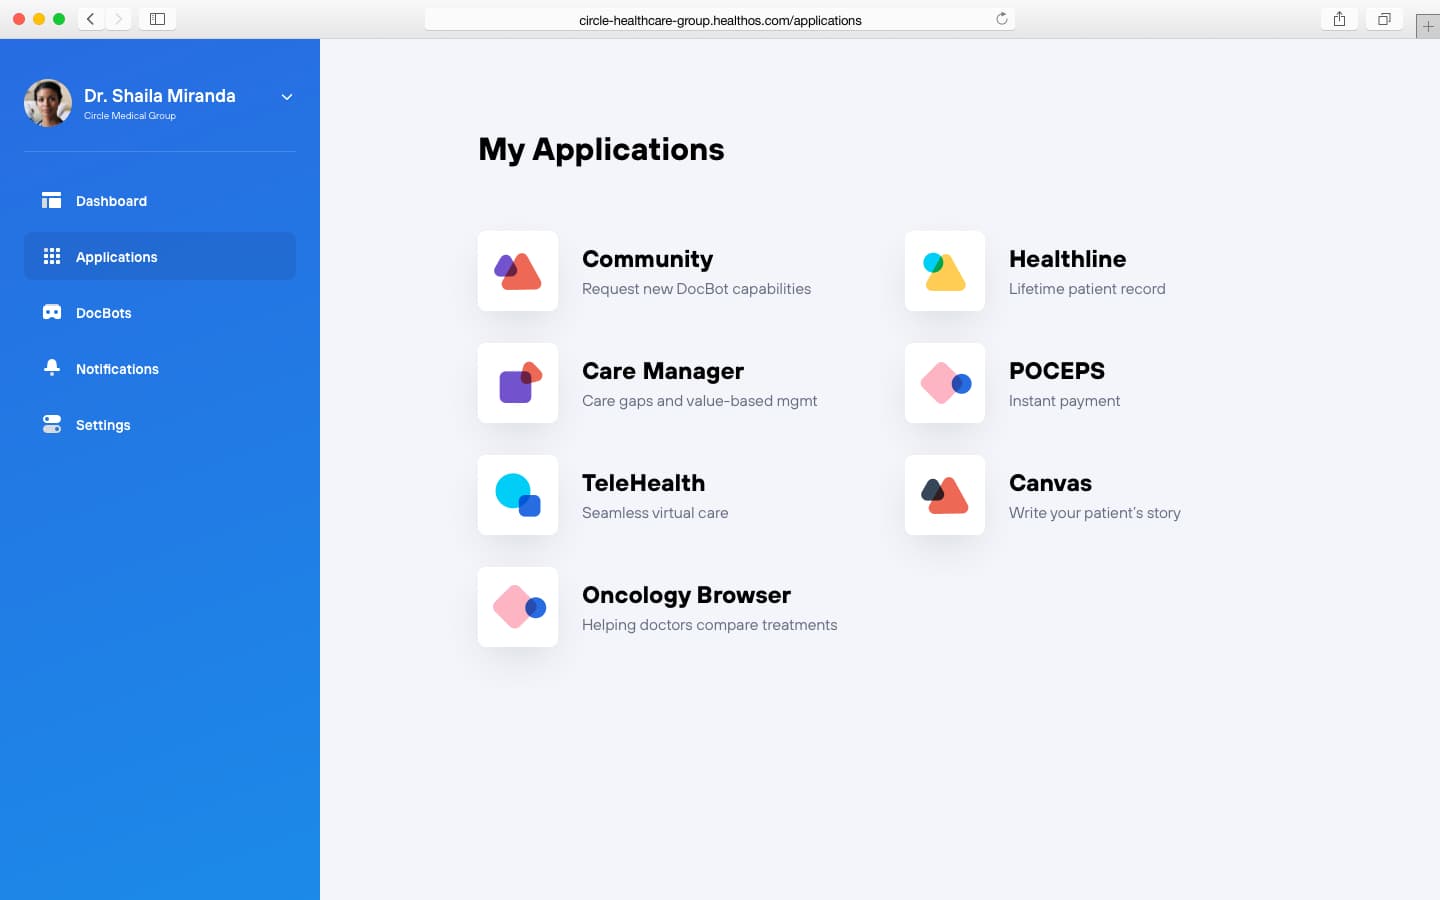 circle-healthcare-group.healthos.com/applications
Dr. Shaila Miranda
Circle Medical Group
Dashboard
Applications
DocBots
Notifications
Settings
My Applications
Community
Request new DocBot capabilities
Healthline
Lifetime patient record
Care Manager
Care gaps and value-based mgmt
POCEPS
Instant payment
TeleHealth
Seamless virtual care
Canvas
Write your patient's story
Oncology Browser
Helping doctors compare treatments